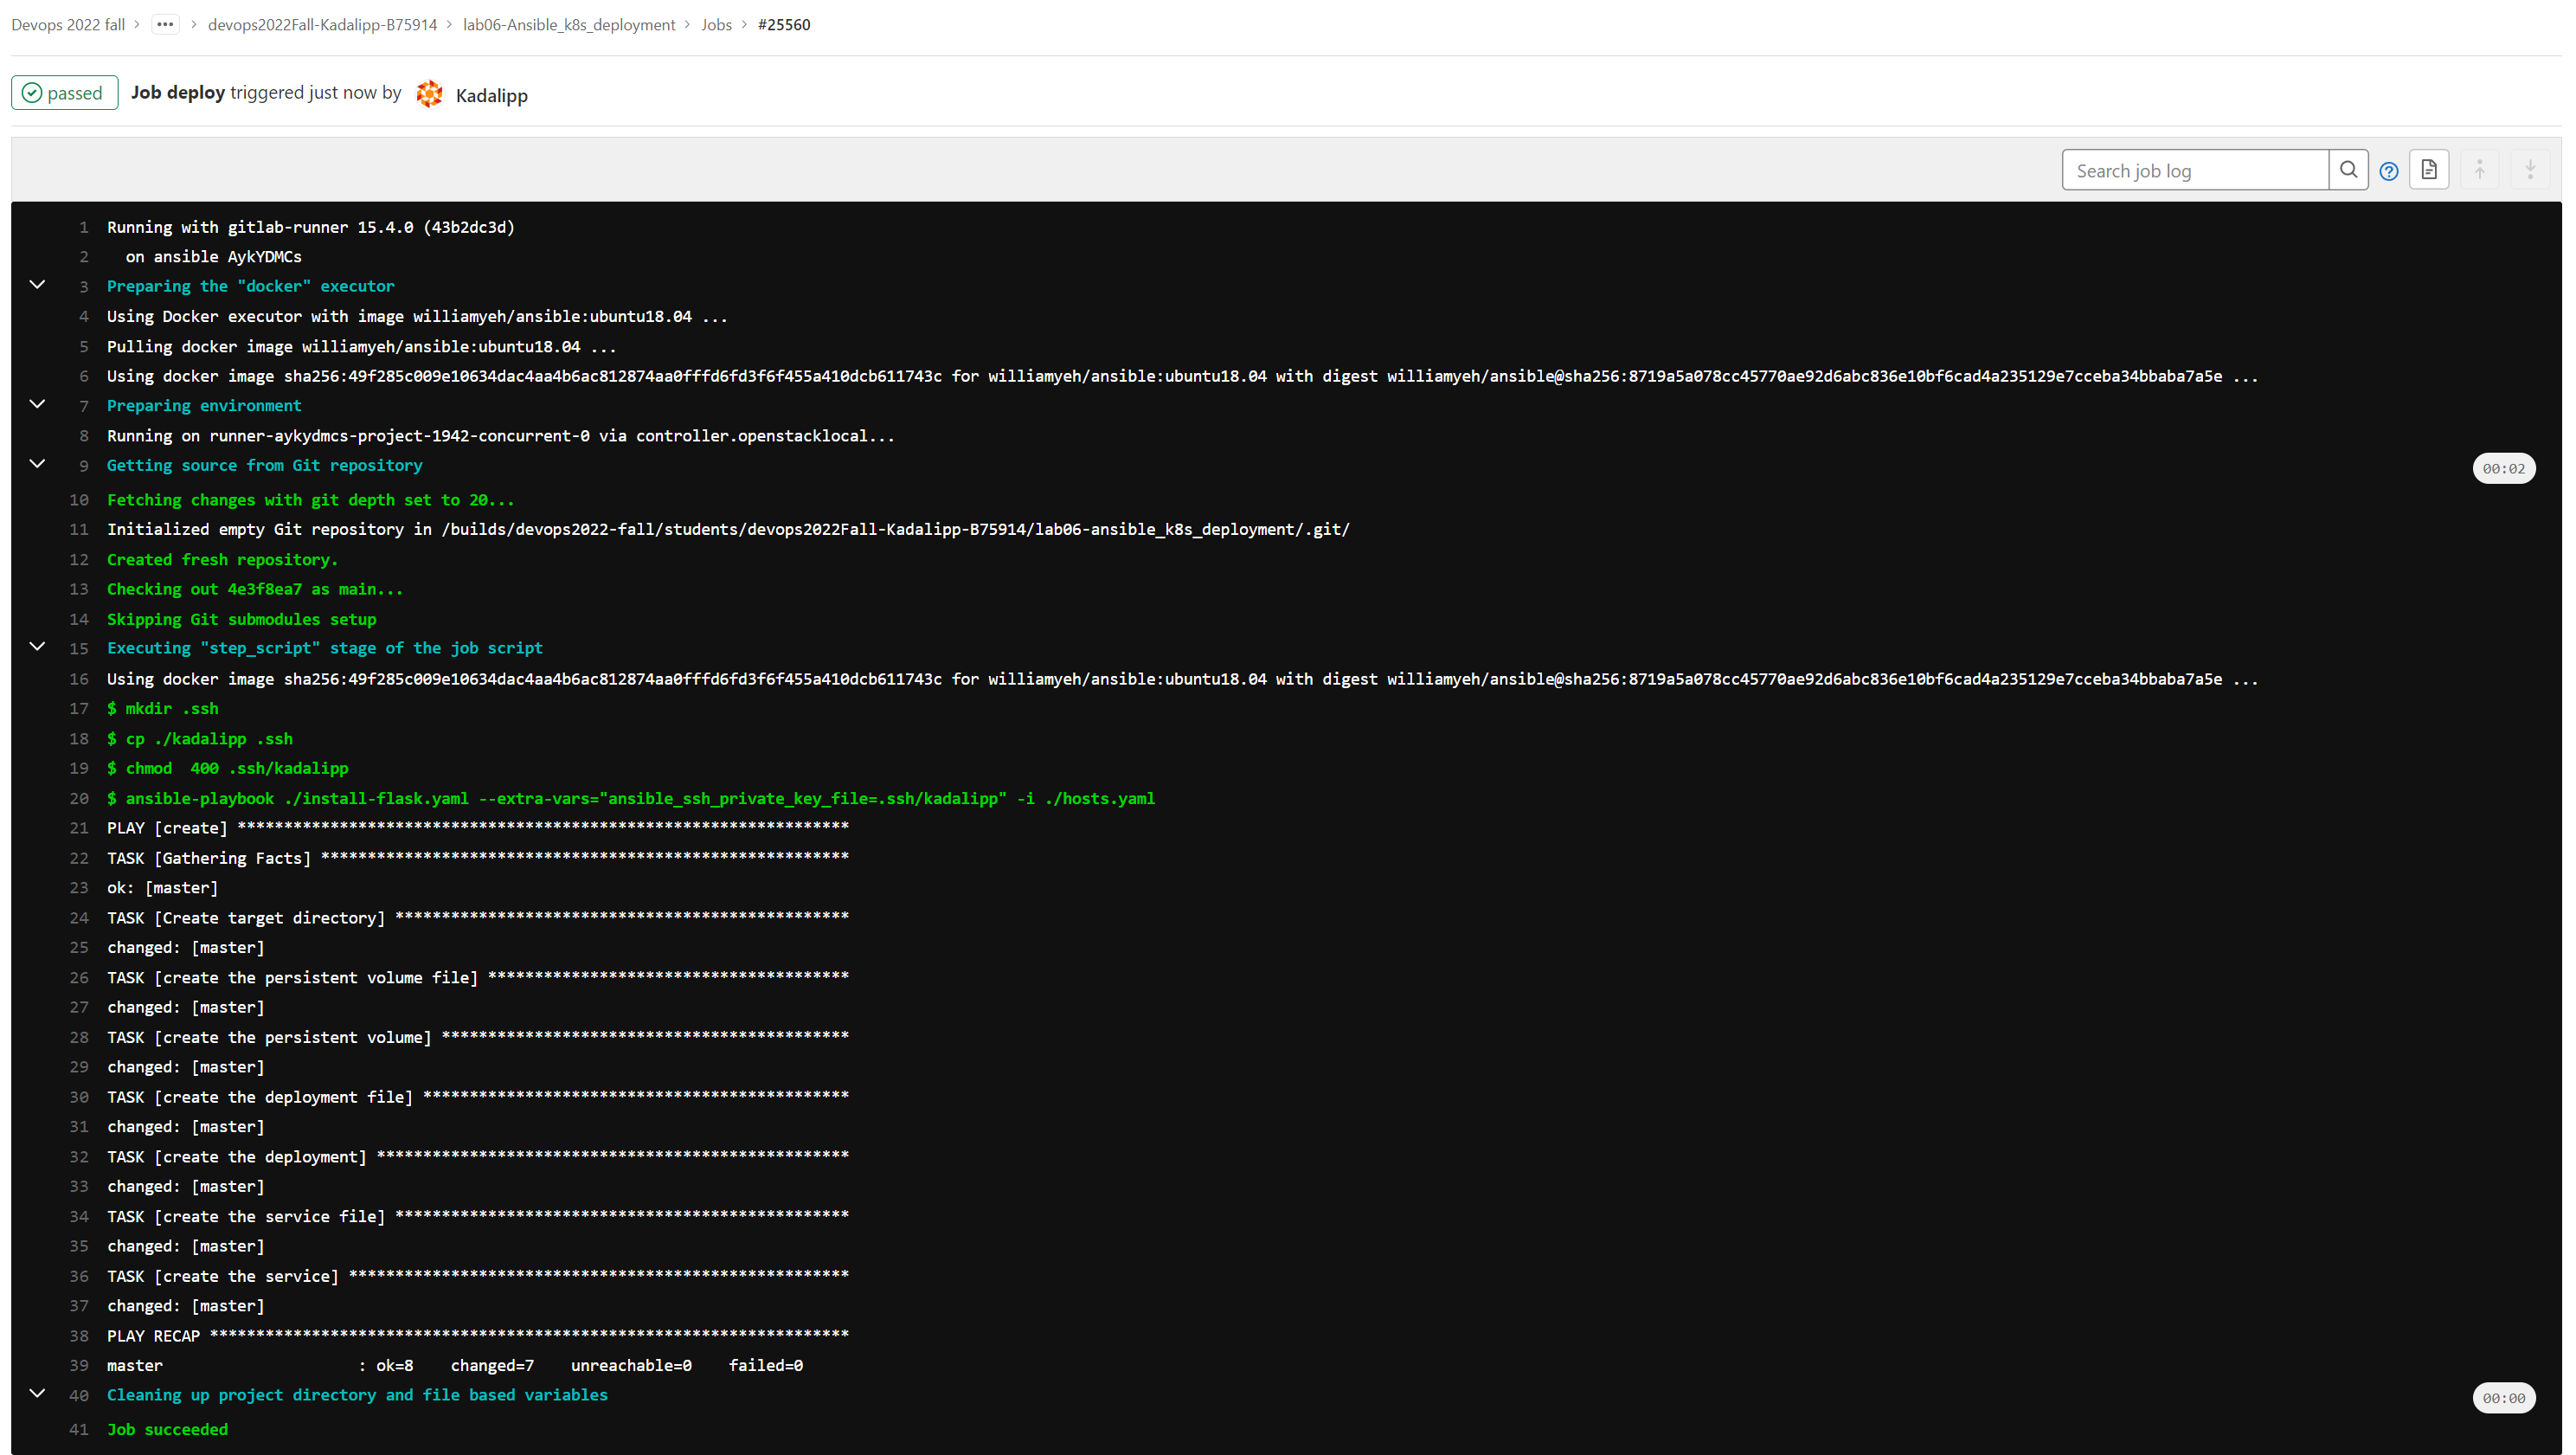 Devops 2022 fall > ... > devops2022Fall-Kadalipp-B75914 > lab06-Ansible_k8s_deployment > Jobs > #25560
passed Job deploy triggered just now by Kadalipp
Search job log
1 Running with gitlab-runner 15.4.0 (43b2dc3d)
2 on ansible AykYDMCs
3 Preparing the "docker" executor
4 Using Docker executor with image williamyeh/ansible:ubuntu18.04 ...
5 Pulling docker image williamyeh/ansible:ubuntu18.04 ...
6 Using docker image sha256:49f285c009e10634dac4aa4b6ac812874aa0fffd6fd3f6f455a410dcb611743c for williamyeh/ansible:ubuntu18.04 with digest williamyeh/ansible@sha256:8719a5a078cc45770ae92d6abc836e10bf6cad4a235129e7cceba34bbaba7a5e ...
7 Preparing environment
8 Running on runner-aykydmcs-project-1942-concurrent-0 via controller.openstacklocal...
9 Getting source from Git repository 00:02
10 Fetching changes with git depth set to 20...
11 Initialized empty Git repository in /builds/devops2022-fall/students/devops2022Fall-Kadalipp-B75914/lab06-ansible_k8s_deployment/.git/
12 Created fresh repository.
13 Checking out 4e3f8ea7 as main...
14 Skipping Git submodules setup
15 Executing "step_script" stage of the job script
16 Using docker image sha256:49f285c009e10634dac4aa4b6ac812874aa0fffd6fd3f6f455a410dcb611743c for williamyeh/ansible:ubuntu18.04 with digest williamyeh/ansible@sha256:8719a5a078cc45770ae92d6abc836e10bf6cad4a235129e7cceba34bbaba7a5e ...
17 $ mkdir .ssh
18 $ cp ./kadalipp .ssh
19 $ chmod  400 .ssh/kadalipp
20 $ ansible-playbook ./install-flask.yaml --extra-vars="ansible_ssh_private_key_file=.ssh/kadalipp" -i ./hosts.yaml
21 PLAY [create] ******************************************************************
22 TASK [Gathering Facts] *********************************************************
23 ok: [master]
24 TASK [Create target directory] *************************************************
25 changed: [master]
26 TASK [create the persistent volume file] ***************************************
27 changed: [master]
28 TASK [create the persistent volume] ********************************************
29 changed: [master]
30 TASK [create the deployment file] **********************************************
31 changed: [master]
32 TASK [create the deployment] ***************************************************
33 changed: [master]
34 TASK [create the service file] *************************************************
35 changed: [master]
36 TASK [create the service] ******************************************************
37 changed: [master]
38 PLAY RECAP *********************************************************************
39 master                     : ok=8    changed=7    unreachable=0    failed=0
40 Cleaning up project directory and file based variables 00:00
41 Job succeeded